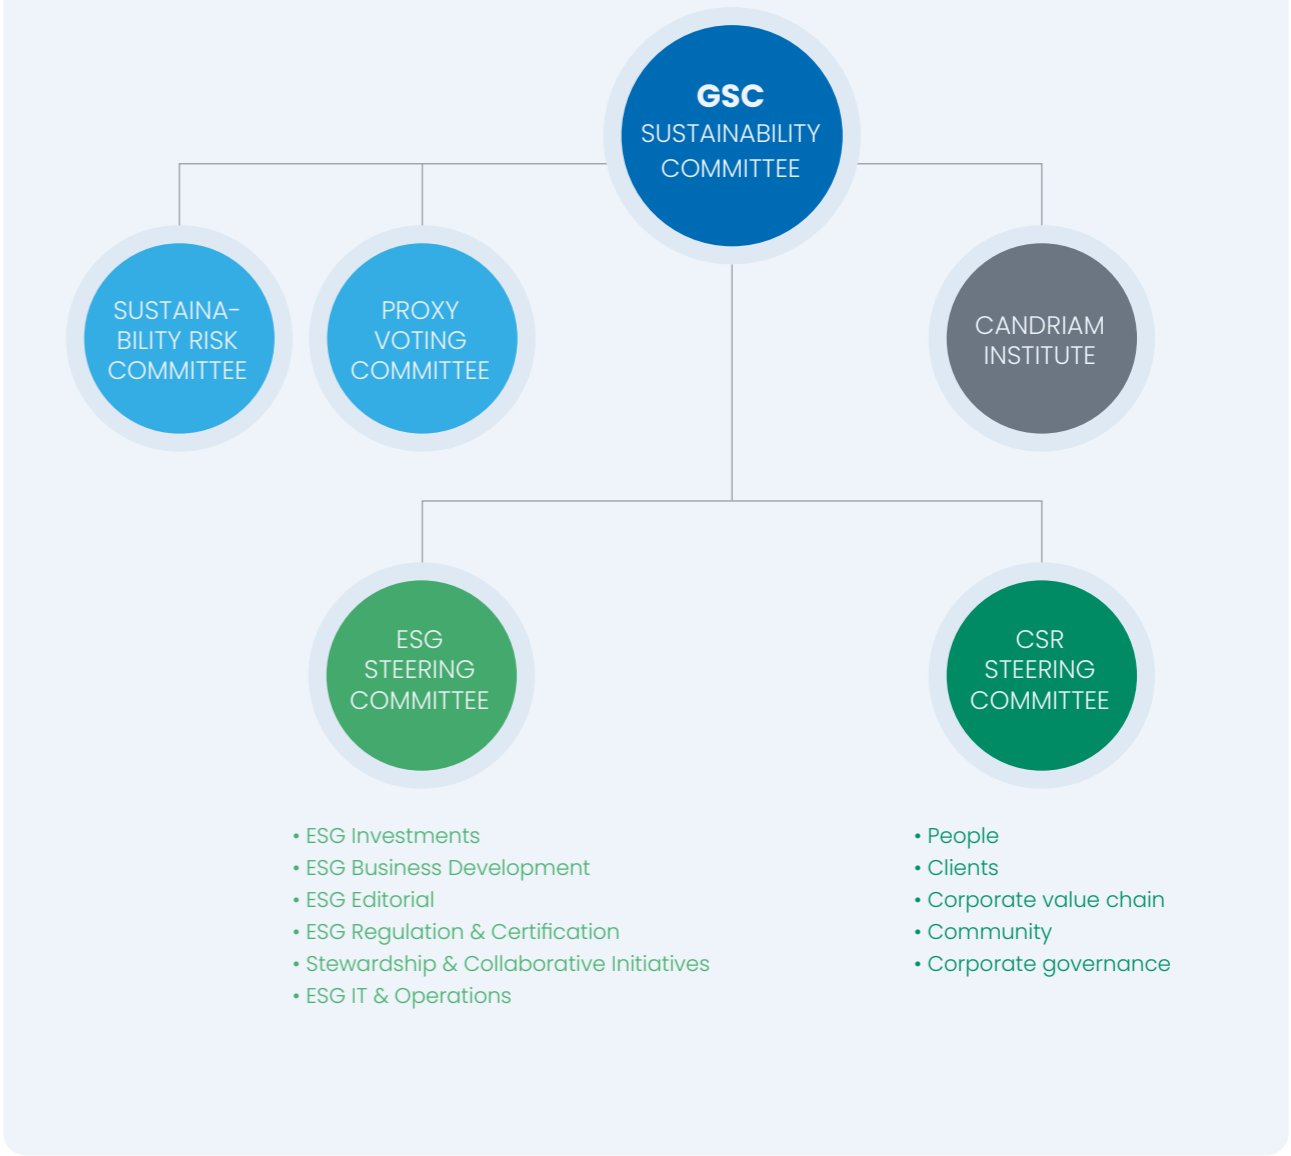 GSC
SUSTAINABILITY
COMMITTEE
SUSTAINA-
BILITY RISK
COMMITTEE
PROXY
VOTING
COMMITTEE
CANDRIAM
INSTITUTE
ESG
STEERING
COMMITTEE
CSR
STEERING
COMMITTEE
• ESG Investments
• ESG Business Development
• ESG Editorial
• ESG Regulation & Certification
• Stewardship & Collaborative Initiatives
• ESG IT & Operations
• People
• Clients
• Corporate value chain
• Community
• Corporate governance